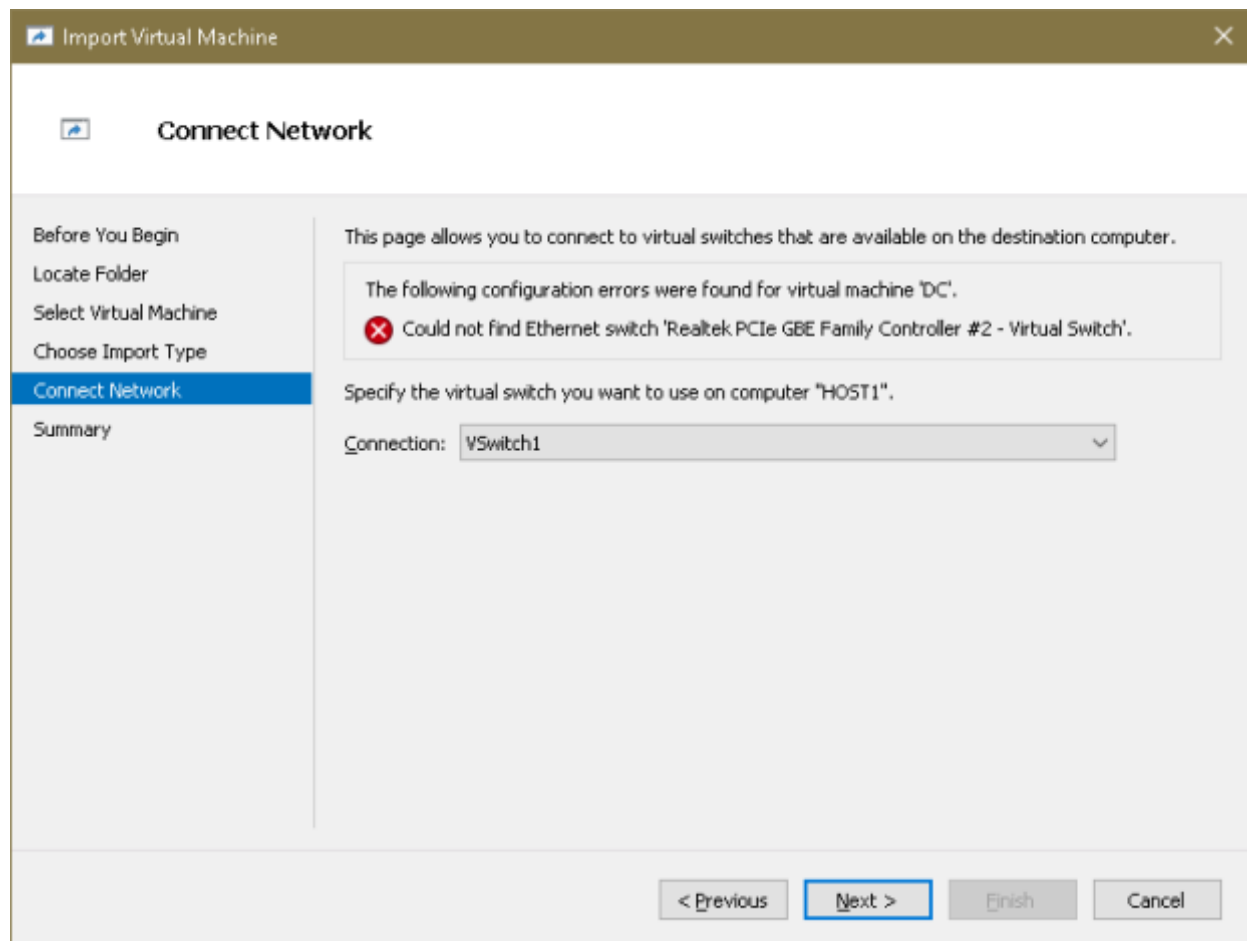 Import Virtual Machine
Connect Network
Before You Begin
Locate Folder
Select Virtual Machine
Choose Import Type
Connect Network
Summary
This page allows you to connect to virtual switches that are available on the destination computer.
The following configuration errors were found for virtual machine 'DC'.
Could not find Ethernet switch 'Realtek PCIe GBE Family Controller #2 - Virtual Switch'.
Specify the virtual switch you want to use on computer "HOST1".
Connection: VSwitch1
< Previous Next > Finish Cancel